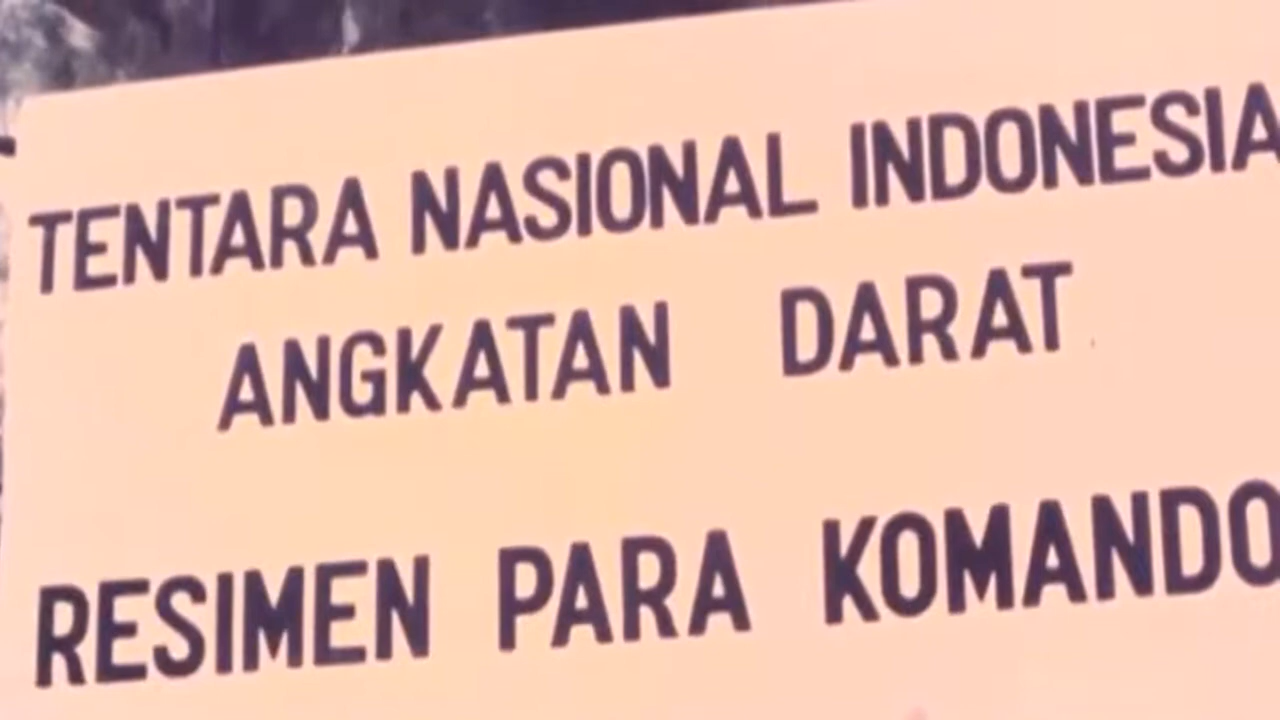 TENTARA NASIONAL INDONESIA
ANGKATAN DARAT
RESIMEN PARA KOMANDO